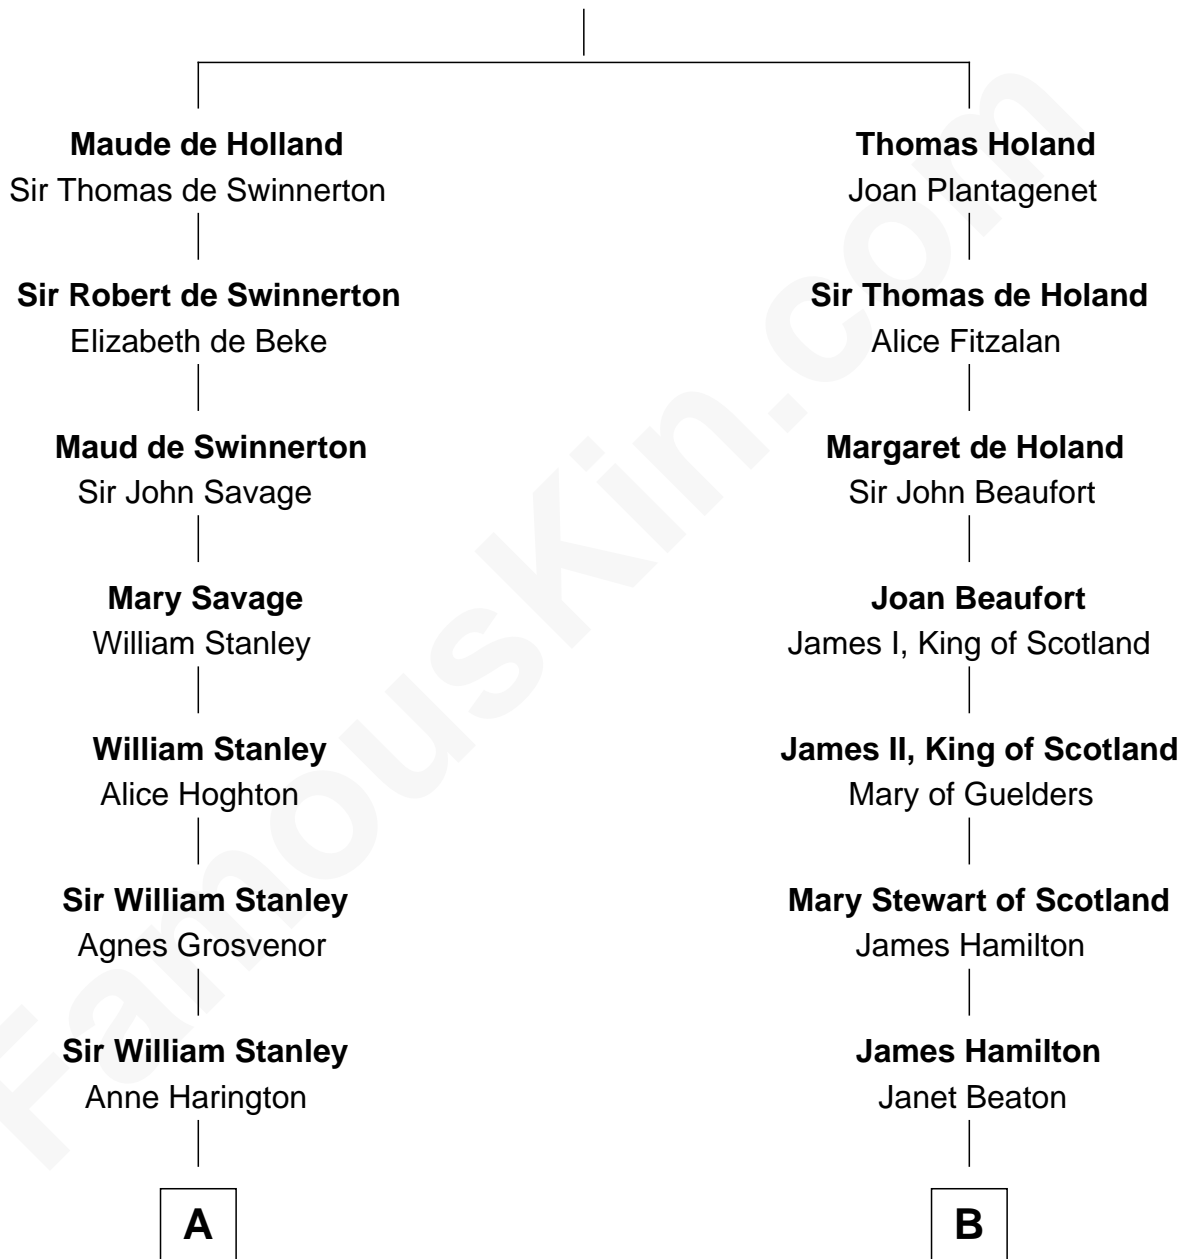 Maude de Holland
Sir Thomas de Swinnerton
Sir Robert de Swinnerton
Elizabeth de Beke
Maud de Swinnerton
Sir John Savage
Mary Savage
William Stanley
William Stanley
Alice Hoghton
Sir William Stanley
Agnes Grosvenor
Sir William Stanley
Anne Harington
A
Thomas Holand
Joan Plantagenet
Sir Thomas de Holand
Alice Fitzalan
Margaret de Holand
Sir John Beaufort
Joan Beaufort
James I, King of Scotland
James II, King of Scotland
Mary of Guelders
Mary Stewart of Scotland
James Hamilton
James Hamilton
Janet Beaton
B
FamousKin.com